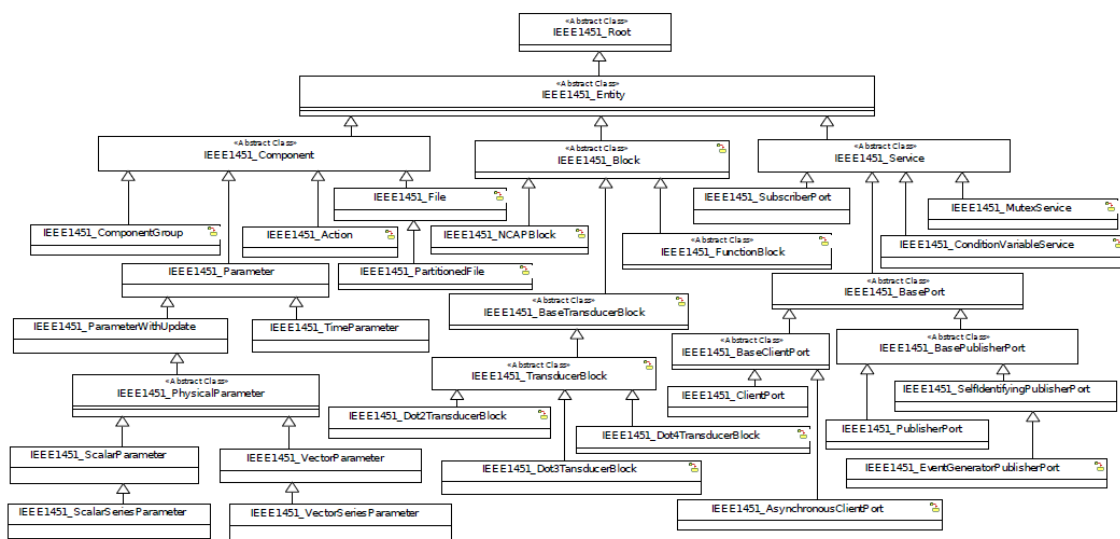 «Abstract Class»
IEEE1451_Root
«Abstract Class»
IEEE1451_Entity
«Abstract Class»
IEEE1451_Component
«Abstract Class»
IEEE1451_Block
«Abstract Class»
IEEE1451_Service
IEEE1451_File
IEEE1451_SubscriberPort
IEEE1451_MutexService
IEEE1451_ComponentGroup
IEEE1451_Action
IEEE1451_NCAPBlock
«Abstract Class»
IEEE1451_FunctionBlock
IEEE1451_ConditionVariableService
IEEE1451_Parameter
IEEE1451_PartitionedFile
«Abstract Class»
IEEE1451_BasePort
«Abstract Class»
IEEE1451_BaseTransducerBlock
IEEE1451_ParameterWithUpdate
IEEE1451_TimeParameter
«Abstract Class»
IEEE1451_BaseClientPort
«Abstract Class»
IEEE1451_BasePublisherPort
«Abstract Class»
IEEE1451_PhysicalParameter
«Abstract Class»
IEEE1451_TransducerBlock
IEEE1451_ClientPort
IEEE1451_SelfIdentifyingPublisherPort
IEEE1451_Dot2TransducerBlock
IEEE1451_Dot4TransducerBlock
IEEE1451_PublisherPort
IEEE1451_ScalarParameter
IEEE1451_VectorParameter
IEEE1451_Dot3TansducerBlock
IEEE1451_EventGeneratorPublisherPort
IEEE1451_ScalarSeriesParameter
IEEE1451_VectorSeriesParameter
IEEE1451_AsynchronousClientPort